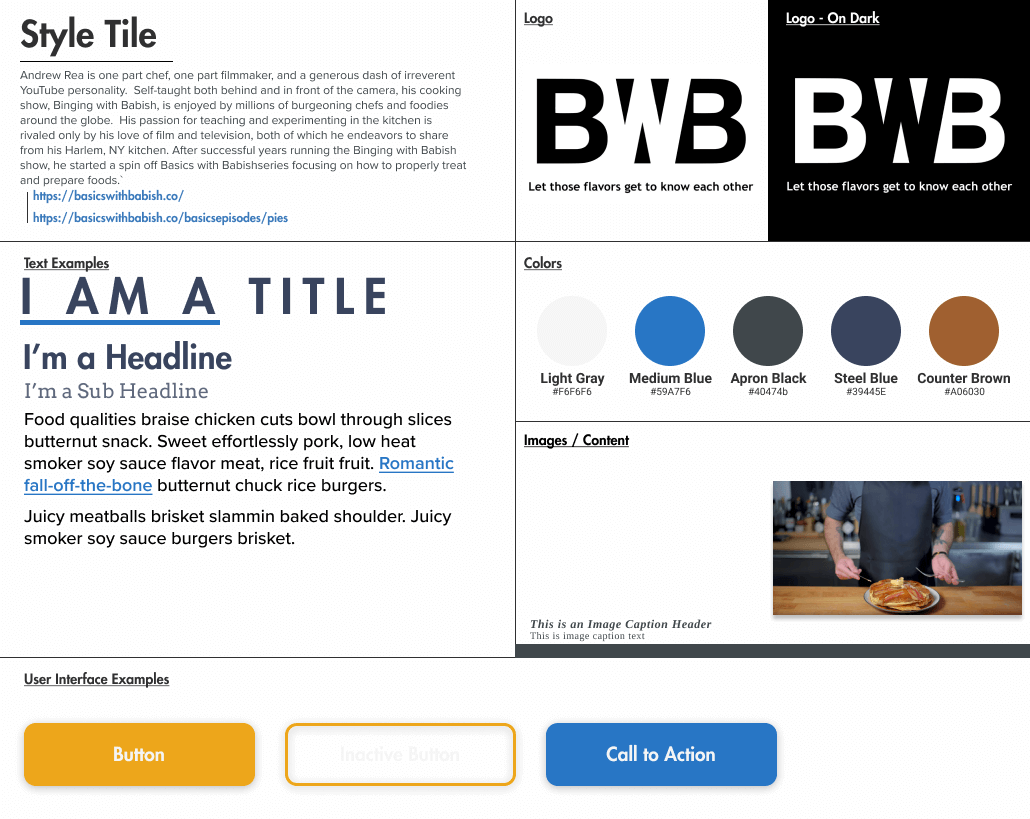 Style Tile
Andrew Rea is one part chef, one part filmmaker, and a generous dash of irreverent
YouTube personality.  Self-taught both behind and in front of the camera, his cooking
show, Binging with Babish, is enjoyed by millions of burgeoning chefs and foodies
around the globe.  His passion for teaching and experimenting in the kitchen is
rivaled only by his love of film and television, both of which he endeavors to share
from his Harlem, NY kitchen. After successful years running the Binging with Babish
show, he started a spin off Basics with Babishseries focusing on how to properly treat
and prepare foods.`
https://basicswithbabish.co/
https://basicswithbabish.co/basicsepisodes/pies
Logo
BWB
Let those flavors get to know each other
Logo - On Dark
BWB
Let those flavors get to know each other
Text Examples
I AM A TITLE
I'm a Headline
I'm a Sub Headline
Food qualities braise chicken cuts bowl through slices
butternut snack. Sweet effortlessly pork, low heat
smoker soy sauce flavor meat, rice fruit fruit. Romantic
fall-off-the-bone butternut chuck rice burgers.
Juicy meatballs brisket slammin baked shoulder. Juicy
smoker soy sauce burgers brisket.
Colors
Light Gray
#F6F6F6
Medium Blue
#59A7F6
Apron Black
#40474b
Steel Blue
#39445E
Counter Brown
#A06030
Images / Content
This is an Image Caption Header
This is image caption text
User Interface Examples
Button
Inactive Button
Call to Action